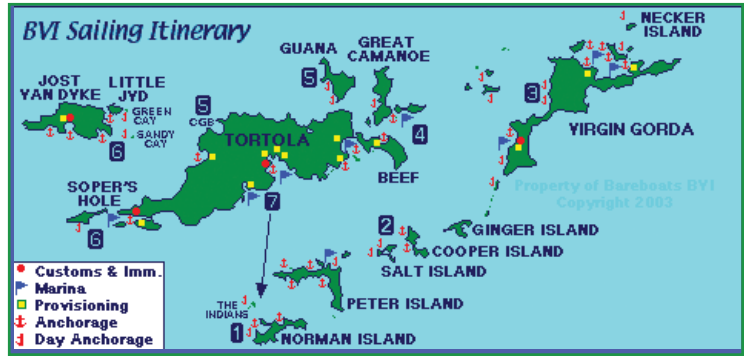 BVI Sailing Itinerary
NECKER
ISLAND
GUANA
GREAT
CAMANOE
JOST
VAN DYKE
LITTLE
JYD
GREEN
CAY
SANDY
CAY
6
5
CGB
5
3
4
TORTOLA
VIRGIN GORDA
BEEF
SOPER'S
HOLE
6
7
2
Property of Bareboats BVI
Copyright 2003
GINGER ISLAND
COOPER ISLAND
SALT ISLAND
PETER ISLAND
THE
INDIANS
1
NORMAN ISLAND
Customs & Imm.
Marina
Provisioning
Anchorage
Day Anchorage